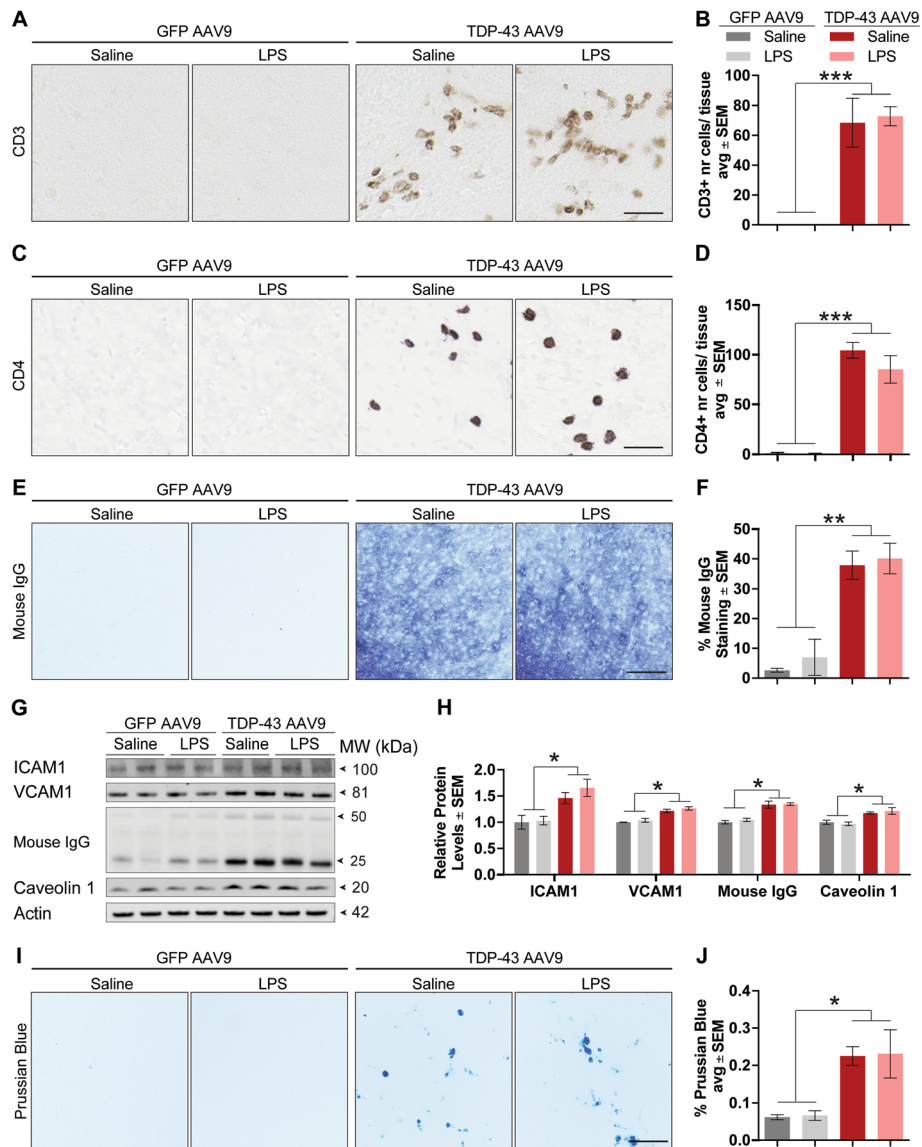 A
GFP AAV9
TDP-43 AAV9
Saline
LPS
Saline
LPS
CD3
B
GFP AAV9
TDP-43 AAV9
Saline
Saline
LPS
LPS
CD3+ nr cells/ tissue
avg ± SEM
100
80
60
40
20
0
***
C
GFP AAV9
TDP-43 AAV9
Saline
LPS
Saline
LPS
CD4
D
CD4+ nr cells/ tissue
avg ± SEM
150
100
50
0
***
E
GFP AAV9
TDP-43 AAV9
Saline
LPS
Saline
LPS
Mouse IgG
F
% Mouse IgG
Staining ± SEM
50
40
30
20
10
0
**
G
GFP AAV9
TDP-43 AAV9
Saline
LPS
Saline
LPS
MW (kDa)
ICAM1
100
VCAM1
81
50
Mouse IgG
25
Caveolin 1
20
Actin
42
H
Relative Protein
Levels ± SEM
2.0
1.5
1.0
0.5
0.0
*
*
*
*
ICAM1
VCAM1
Mouse IgG
Caveolin 1
I
GFP AAV9
TDP-43 AAV9
Saline
LPS
Saline
LPS
Prussian Blue
J
% Prussian Blue
avg ± SEM
0.4
0.3
0.2
0.1
0.0
*